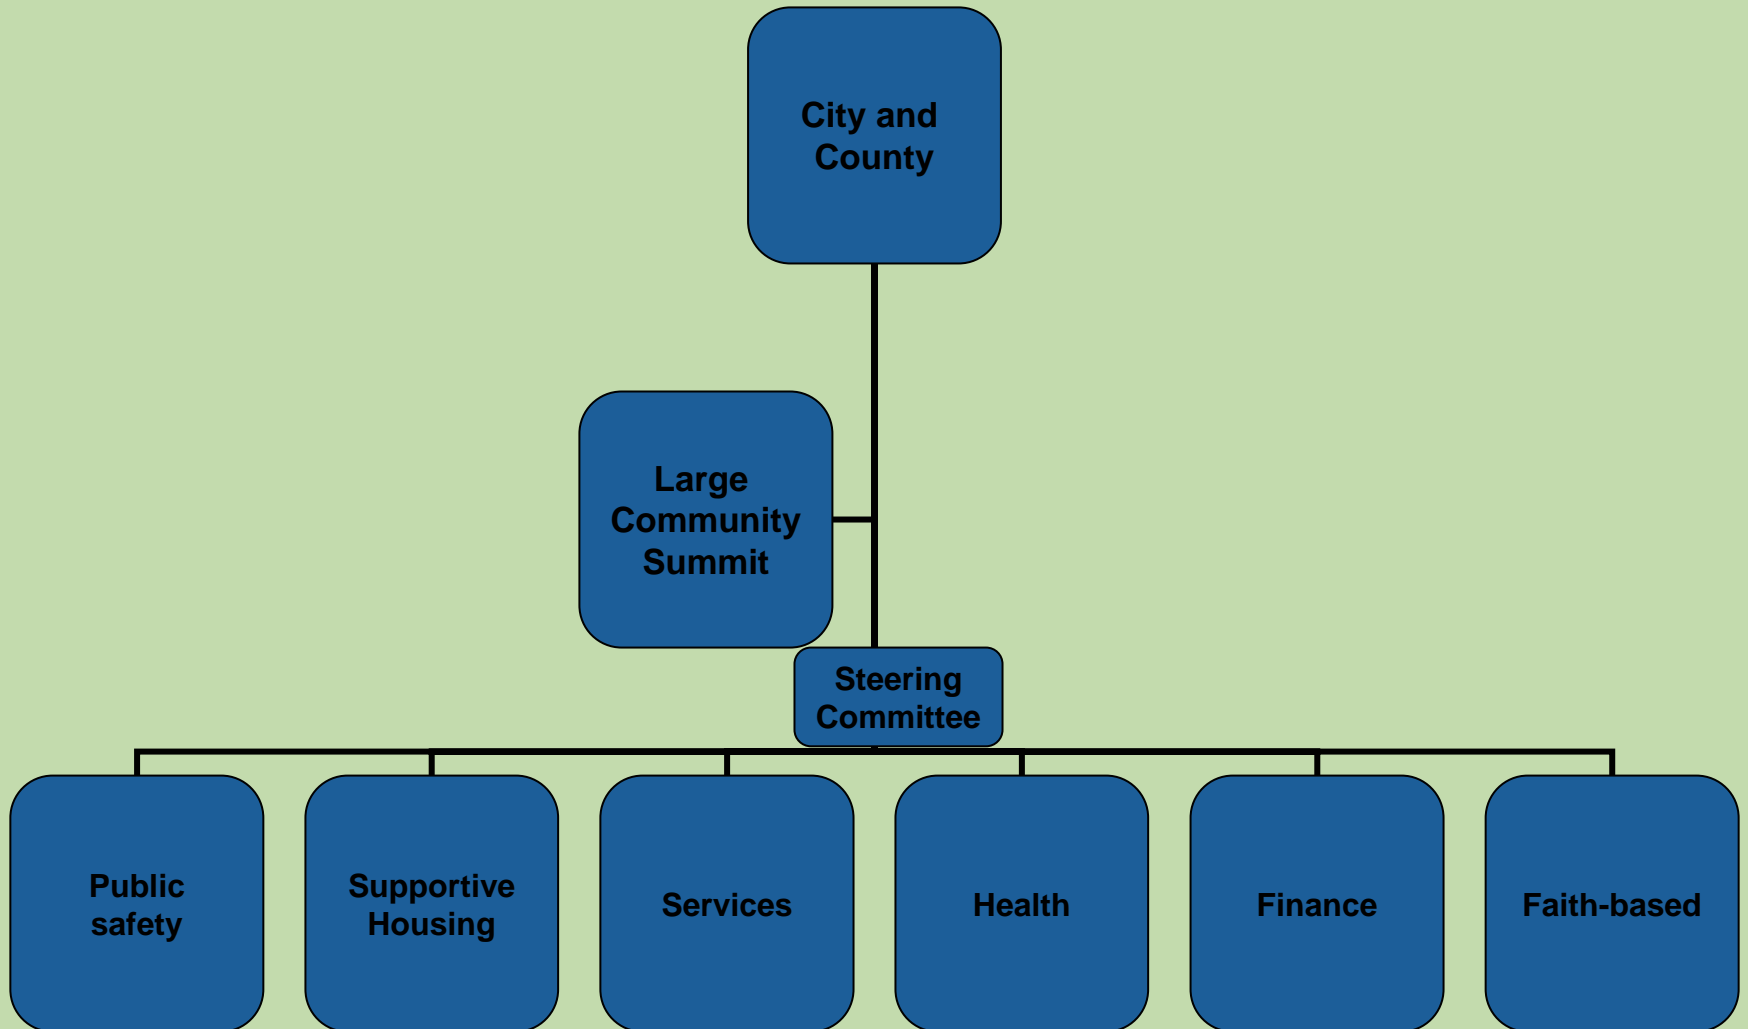 City and
County
Large
Community
Summit
Steering
Committee
Public
safety
Supportive
Housing
Services
Health
Finance
Faith-based